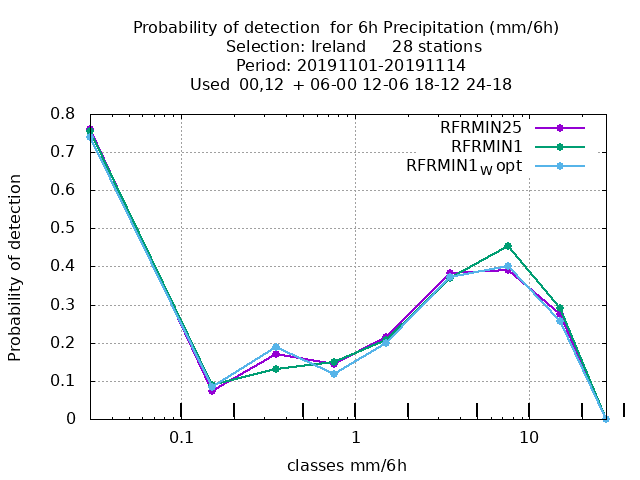 Probability of detection  for 6h Precipitation (mm/6h)
Selection: Ireland     28 stations
Period: 20191101-20191114
Used  00,12  + 06-00 12-06 18-12 24-18
RFRMIN25
RFRMIN1
RFRMIN1W opt
0.8
0.7
0.6
0.5
0.4
0.3
0.2
0.1
0
Probability of detection
0.1 1 10
classes mm/6h